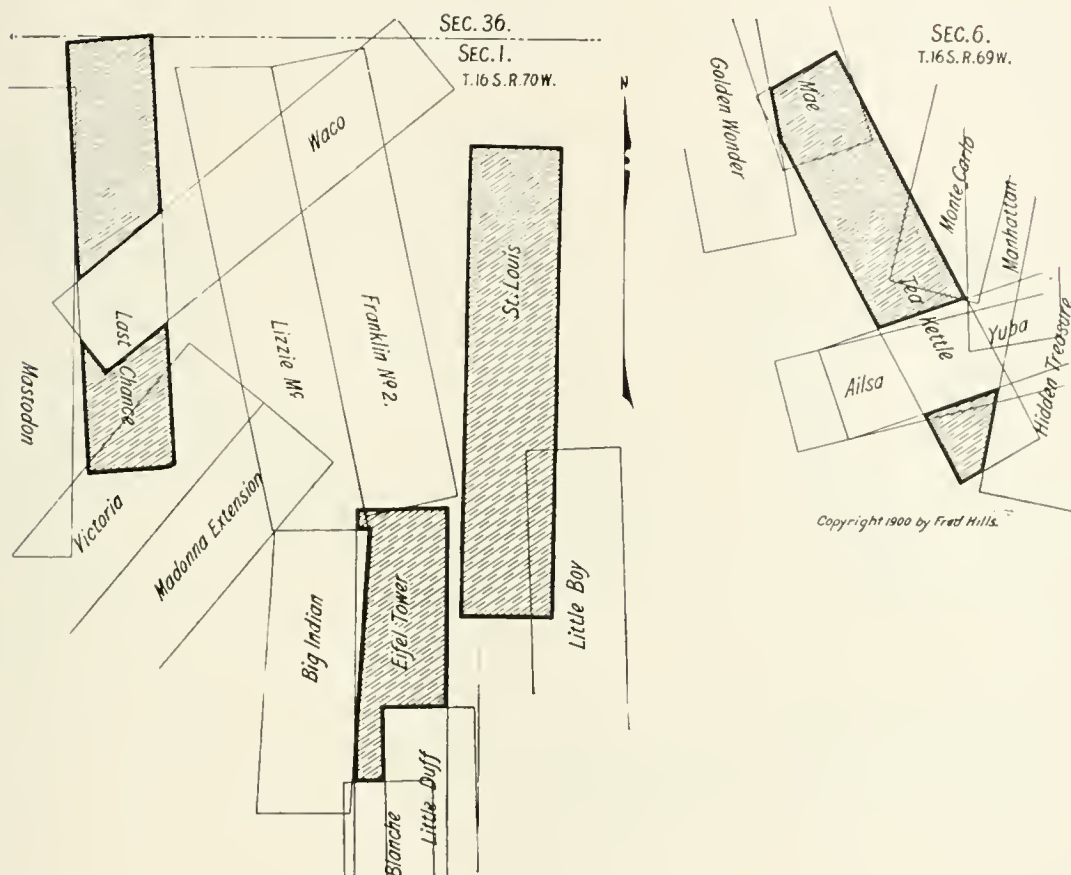 SEC. 36.
SEC. 1.
T. 16 S. R. 70 W.
SEC. 6.
T. 16 S. R. 69 W.
N
Waco
Golden Wonder
Mae
Monte Carlo
Manhattan
St. Louis
Last Chance
Lizzie Mc
Franklin No 2.
Tea Kettle
Yuba
Hidden Treasure
Ailsa
Mastodon
Victoria
Madonna Extension
Copyright 1900 by Fred Hills.
Big Indian
Eifel Tower
Little Boy
Little Duff
Blanche